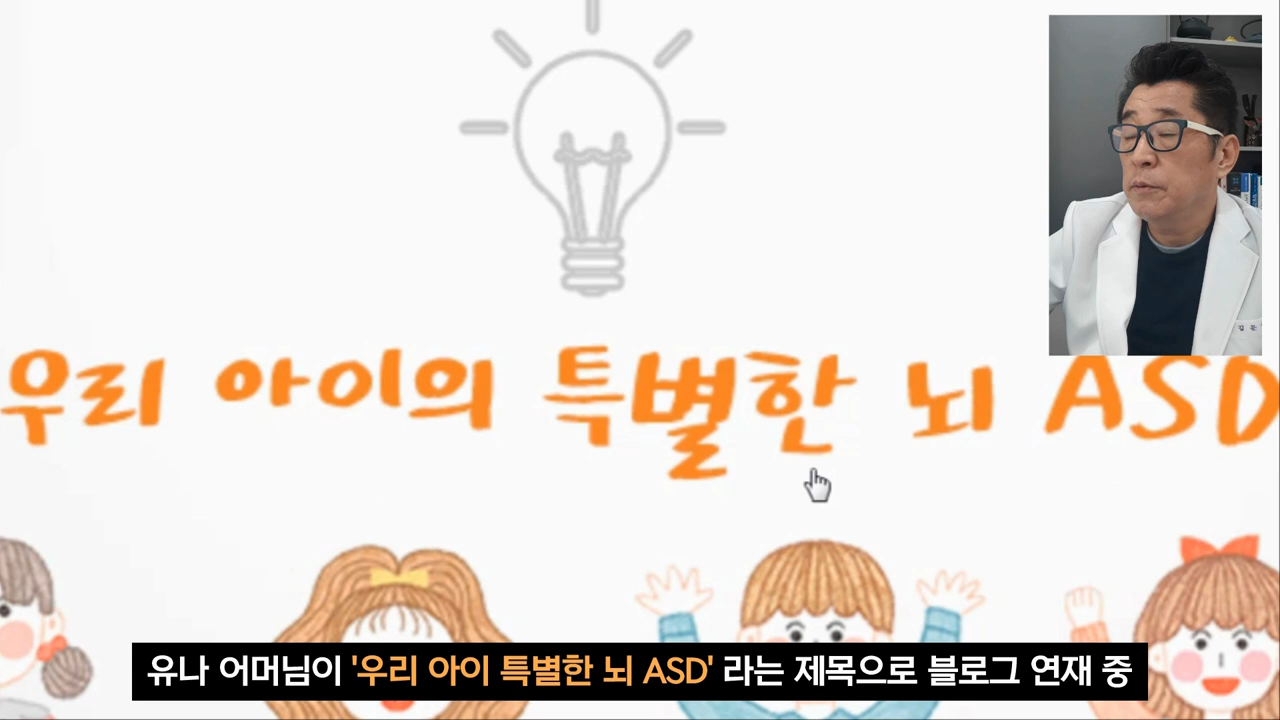 우리 아이의 특별한 뇌 ASD
유나 어머님이 '우리 아이 특별한 뇌 ASD' 라는 제목으로 블로그 연재 중